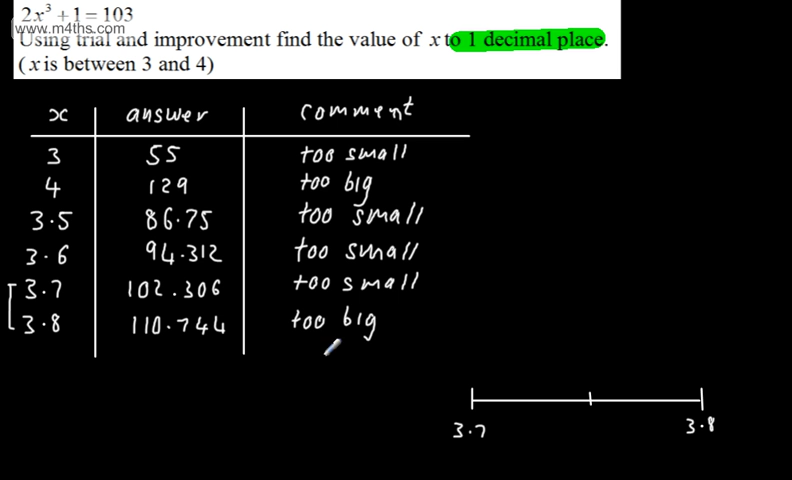 2x³ + 1 = 103
www.m4ths.com
Using trial and improvement find the value of x to 1 decimal place.
(x is between 3 and 4)
x answer comment
3 55 too small
4 129 too big
3.5 86.75 too small
3.6 94.312 too small
3.7 102.306 too small
3.8 110.744 too big
3.7 3.8